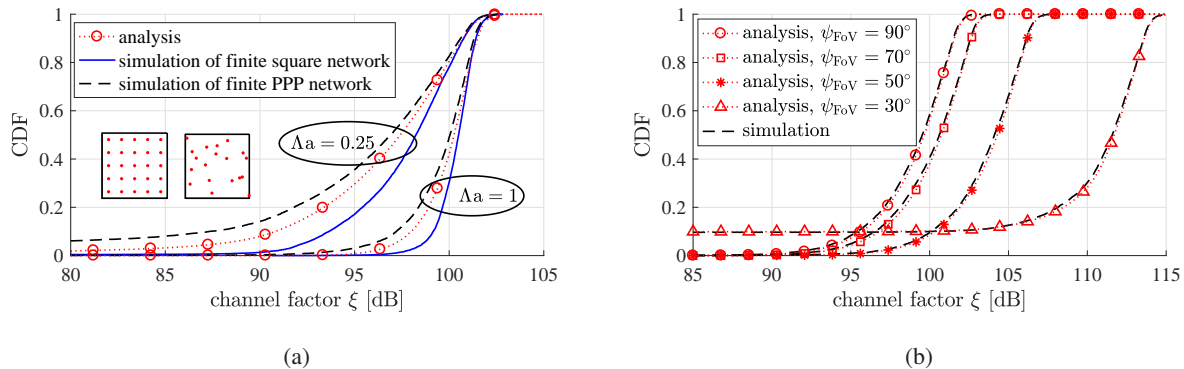 1
0.8
0.6
0.4
0.2
0
CDF
analysis
simulation of finite square network
simulation of finite PPP network
Λa = 0.25
Λa = 1
80 85 90 95 100 105
channel factor ξ [dB]
(a)
1
0.8
0.6
0.4
0.2
0
CDF
analysis, ψFoV = 90°
analysis, ψFoV = 70°
analysis, ψFoV = 50°
analysis, ψFoV = 30°
simulation
85 90 95 100 105 110 115
channel factor ξ [dB]
(b)